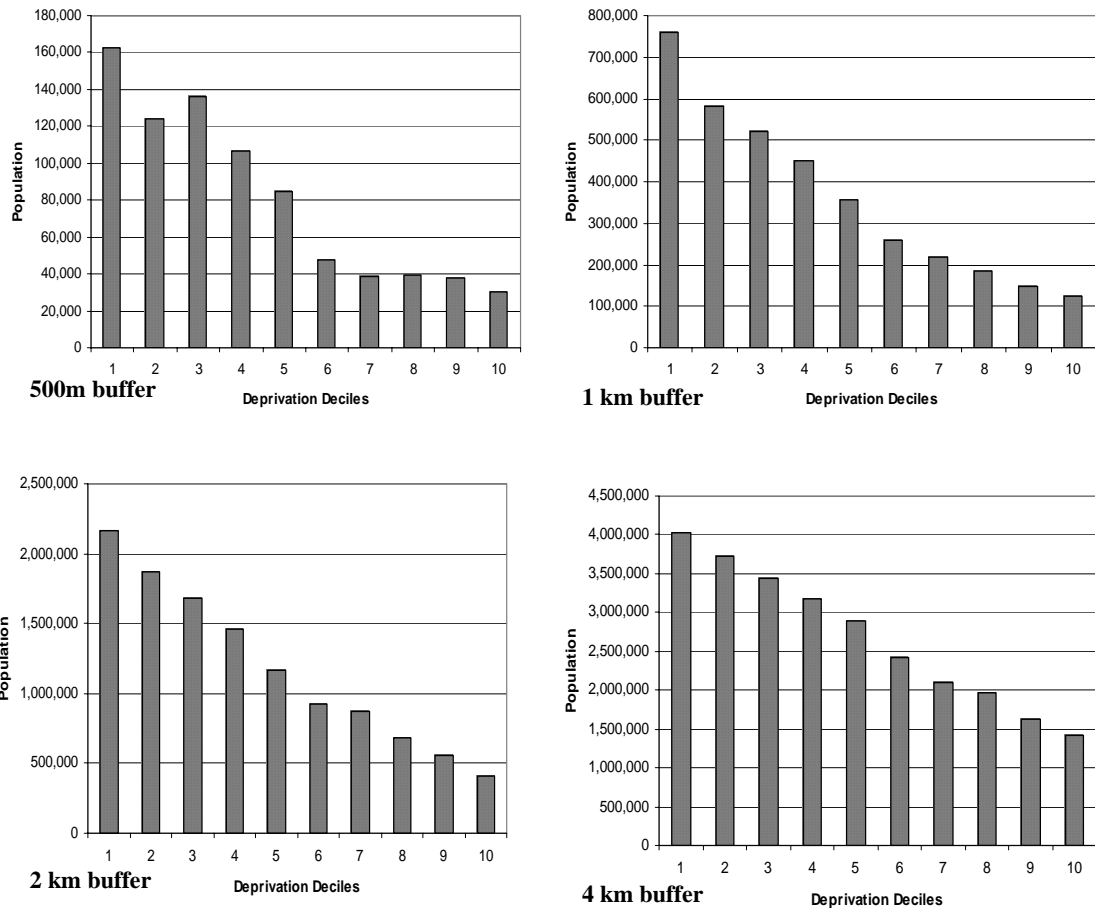 180,000
160,000
140,000
120,000
100,000
80,000
60,000
40,000
20,000
0
Population
1 2 3 4 5 6 7 8 9 10
500m buffer
Deprivation Deciles
800,000
700,000
600,000
500,000
400,000
300,000
200,000
100,000
0
Population
1 2 3 4 5 6 7 8 9 10
1 km buffer
Deprivation Deciles
2,500,000
2,000,000
1,500,000
1,000,000
500,000
0
Population
1 2 3 4 5 6 7 8 9 10
2 km buffer
Deprivation Deciles
4,500,000
4,000,000
3,500,000
3,000,000
2,500,000
2,000,000
1,500,000
1,000,000
500,000
0
Population
1 2 3 4 5 6 7 8 9 10
4 km buffer
Deprivation Deciles